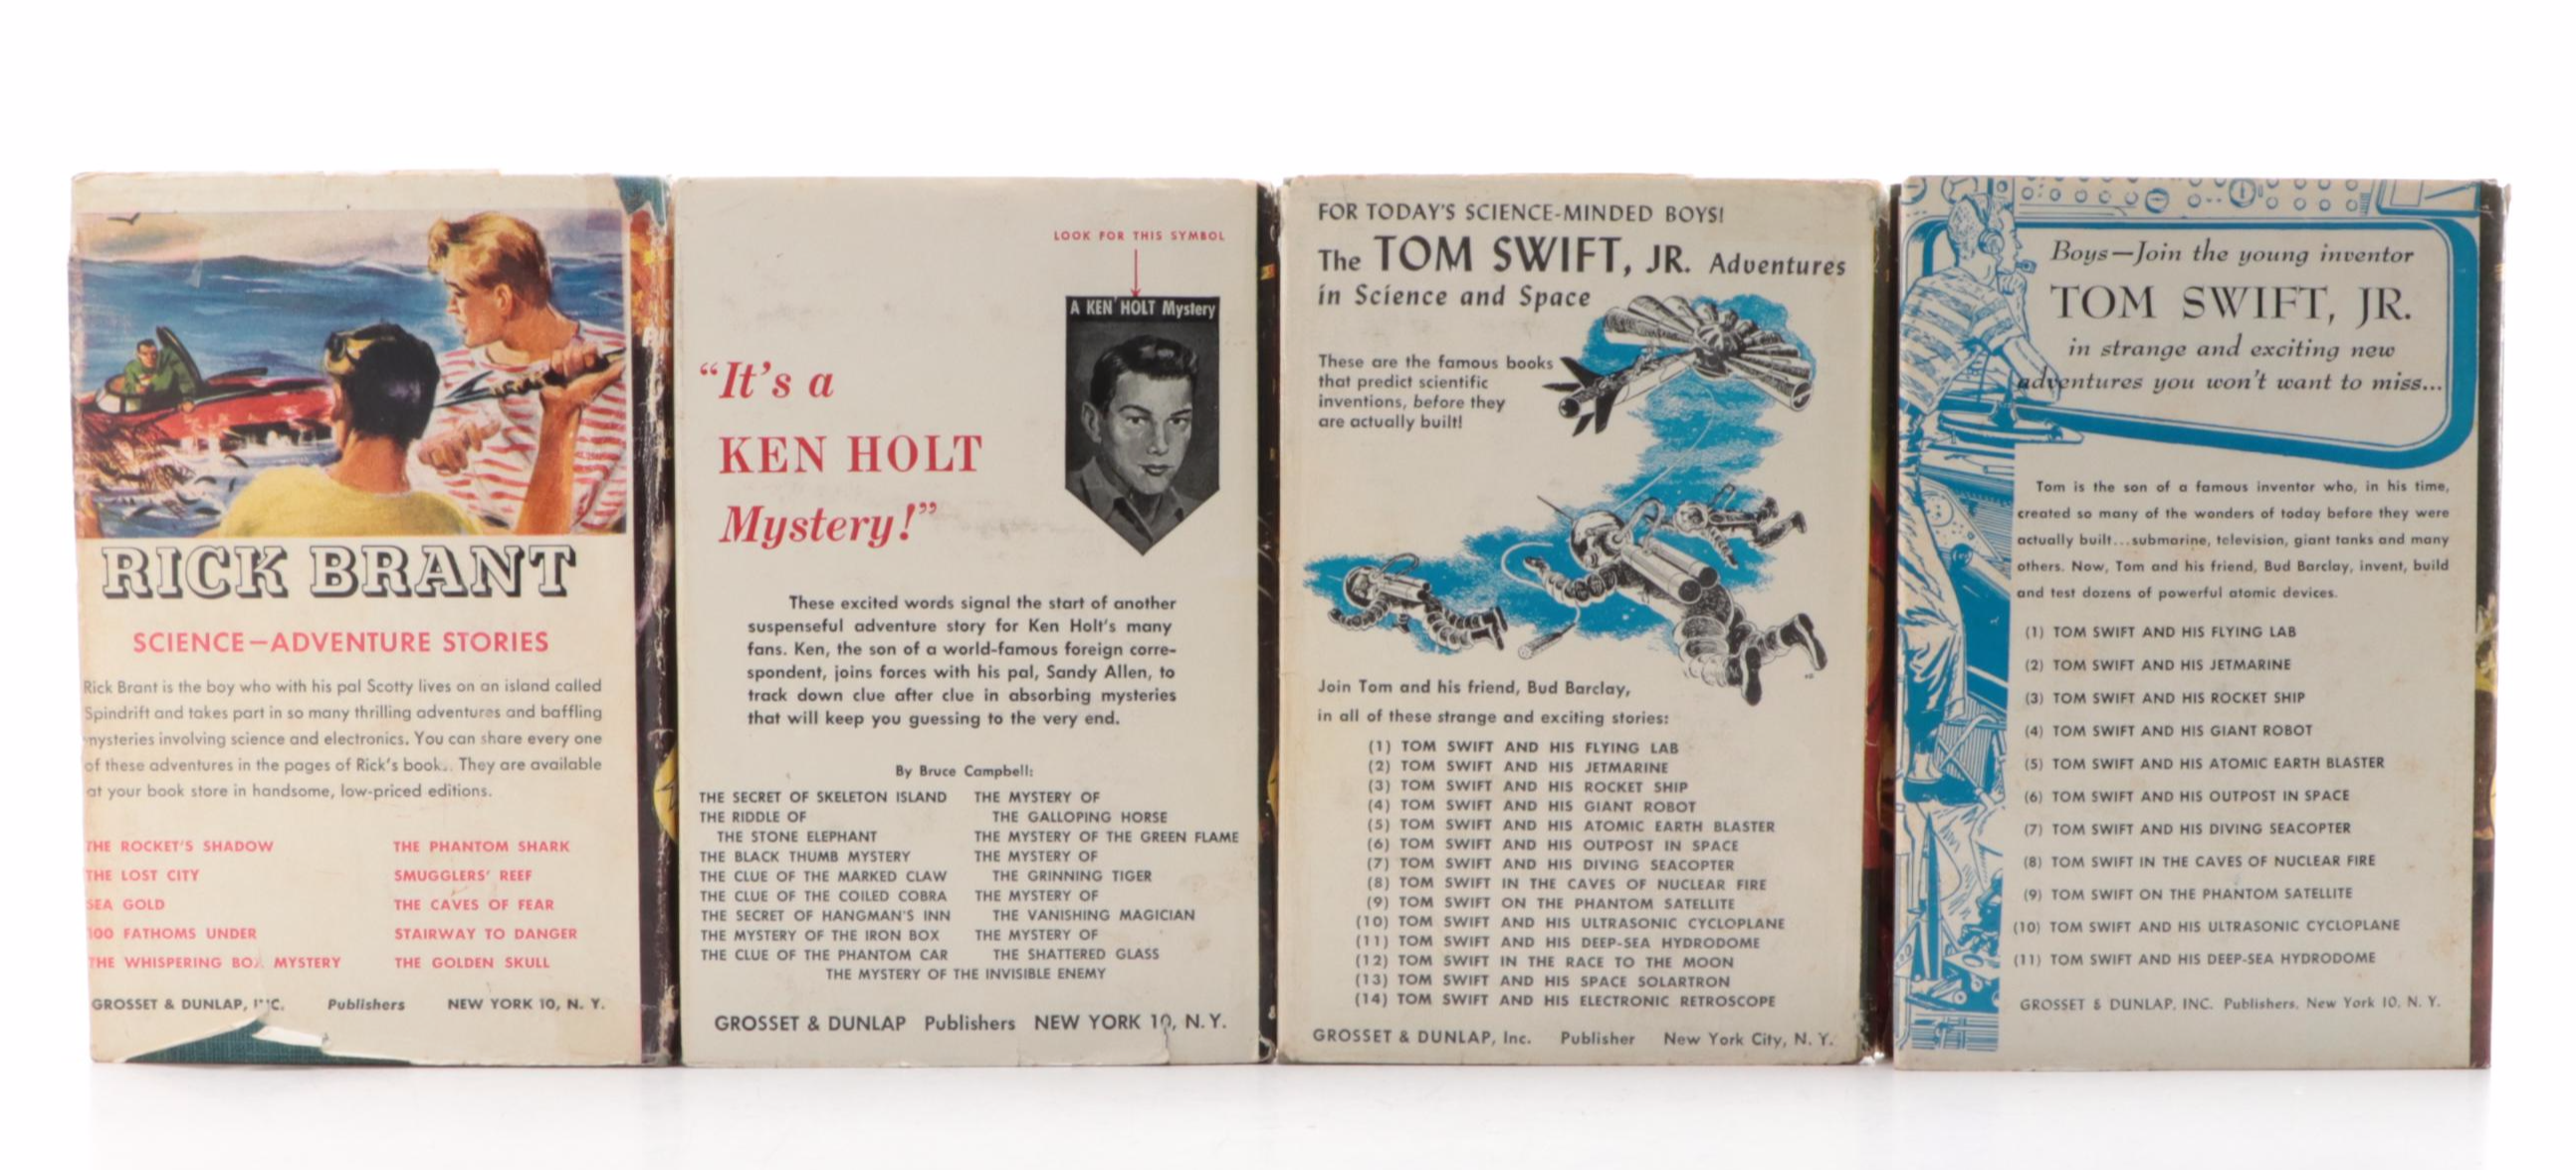 RICK BRANT
SCIENCE—ADVENTURE STORIES
Rick Brant is the boy who with his pal Scotty lives on an island called
Spindrift and takes part in so many thrilling adventures and baffling
mysteries involving science and electronics. You can share every one
of these adventures in the pages of Rick's book.. They are available
at your book store in handsome, low-priced editions.
THE ROCKET'S SHADOW
THE LOST CITY
SEA GOLD
100 FATHOMS UNDER
THE WHISPERING BOX MYSTERY
THE PHANTOM SHARK
SMUGGLERS' REEF
THE CAVES OF FEAR
STAIRWAY TO DANGER
THE GOLDEN SKULL
GROSSET & DUNLAP, INC. Publishers NEW YORK 10, N. Y.
LOOK FOR THIS SYMBOL
A KEN HOLT Mystery
"It's a
KEN HOLT
Mystery!"
These excited words signal the start of another
suspenseful adventure story for Ken Holt's many
fans. Ken, the son of a world-famous foreign corre-
spondent, joins forces with his pal, Sandy Allen, to
track down clue after clue in absorbing mysteries
that will keep you guessing to the very end.
By Bruce Campbell:
THE SECRET OF SKELETON ISLAND
THE RIDDLE OF
THE STONE ELEPHANT
THE BLACK THUMB MYSTERY
THE CLUE OF THE MARKED CLAW
THE CLUE OF THE COILED COBRA
THE SECRET OF HANGMAN'S INN
THE MYSTERY OF THE IRON BOX
THE CLUE OF THE PHANTOM CAR
THE MYSTERY OF
THE GALLOPING HORSE
THE MYSTERY OF THE GREEN FLAME
THE MYSTERY OF
THE GRINNING TIGER
THE MYSTERY OF
THE VANISHING MAGICIAN
THE MYSTERY OF
THE SHATTERED GLASS
THE MYSTERY OF THE INVISIBLE ENEMY
GROSSET & DUNLAP Publishers NEW YORK 10, N. Y.
FOR TODAY'S SCIENCE-MINDED BOYS!
The TOM SWIFT, JR. Adventures
in Science and Space
These are the famous books
that predict scientific
inventions, before they
are actually built!
Join Tom and his friend, Bud Barclay,
in all of these strange and exciting stories:
(1) TOM SWIFT AND HIS FLYING LAB
(2) TOM SWIFT AND HIS JETMARINE
(3) TOM SWIFT AND HIS ROCKET SHIP
(4) TOM SWIFT AND HIS GIANT ROBOT
(5) TOM SWIFT AND HIS ATOMIC EARTH BLASTER
(6) TOM SWIFT AND HIS OUTPOST IN SPACE
(7) TOM SWIFT AND HIS DIVING SEACOPTER
(8) TOM SWIFT IN THE CAVES OF NUCLEAR FIRE
(9) TOM SWIFT ON THE PHANTOM SATELLITE
(10) TOM SWIFT AND HIS ULTRASONIC CYCLOPLANE
(11) TOM SWIFT AND HIS DEEP-SEA HYDRODOME
(12) TOM SWIFT IN THE RACE TO THE MOON
(13) TOM SWIFT AND HIS SPACE SOLARTRON
(14) TOM SWIFT AND HIS ELECTRONIC RETROSCOPE
GROSSET & DUNLAP, Inc. Publisher New York City, N. Y.
Boys—Join the young inventor
TOM SWIFT, JR.
in strange and exciting new
adventures you won't want to miss...
Tom is the son of a famous inventor who, in his time,
created so many of the wonders of today before they were
actually built...submarine, television, giant tanks and many
others. Now, Tom and his friend, Bud Barclay, invent, build
and test dozens of powerful atomic devices.
(1) TOM SWIFT AND HIS FLYING LAB
(2) TOM SWIFT AND HIS JETMARINE
(3) TOM SWIFT AND HIS ROCKET SHIP
(4) TOM SWIFT AND HIS GIANT ROBOT
(5) TOM SWIFT AND HIS ATOMIC EARTH BLASTER
(6) TOM SWIFT AND HIS OUTPOST IN SPACE
(7) TOM SWIFT AND HIS DIVING SEACOPTER
(8) TOM SWIFT IN THE CAVES OF NUCLEAR FIRE
(9) TOM SWIFT ON THE PHANTOM SATELLITE
(10) TOM SWIFT AND HIS ULTRASONIC CYCLOPLANE
(11) TOM SWIFT AND HIS DEEP-SEA HYDRODOME
GROSSET & DUNLAP, INC. Publishers, New York 10, N. Y.